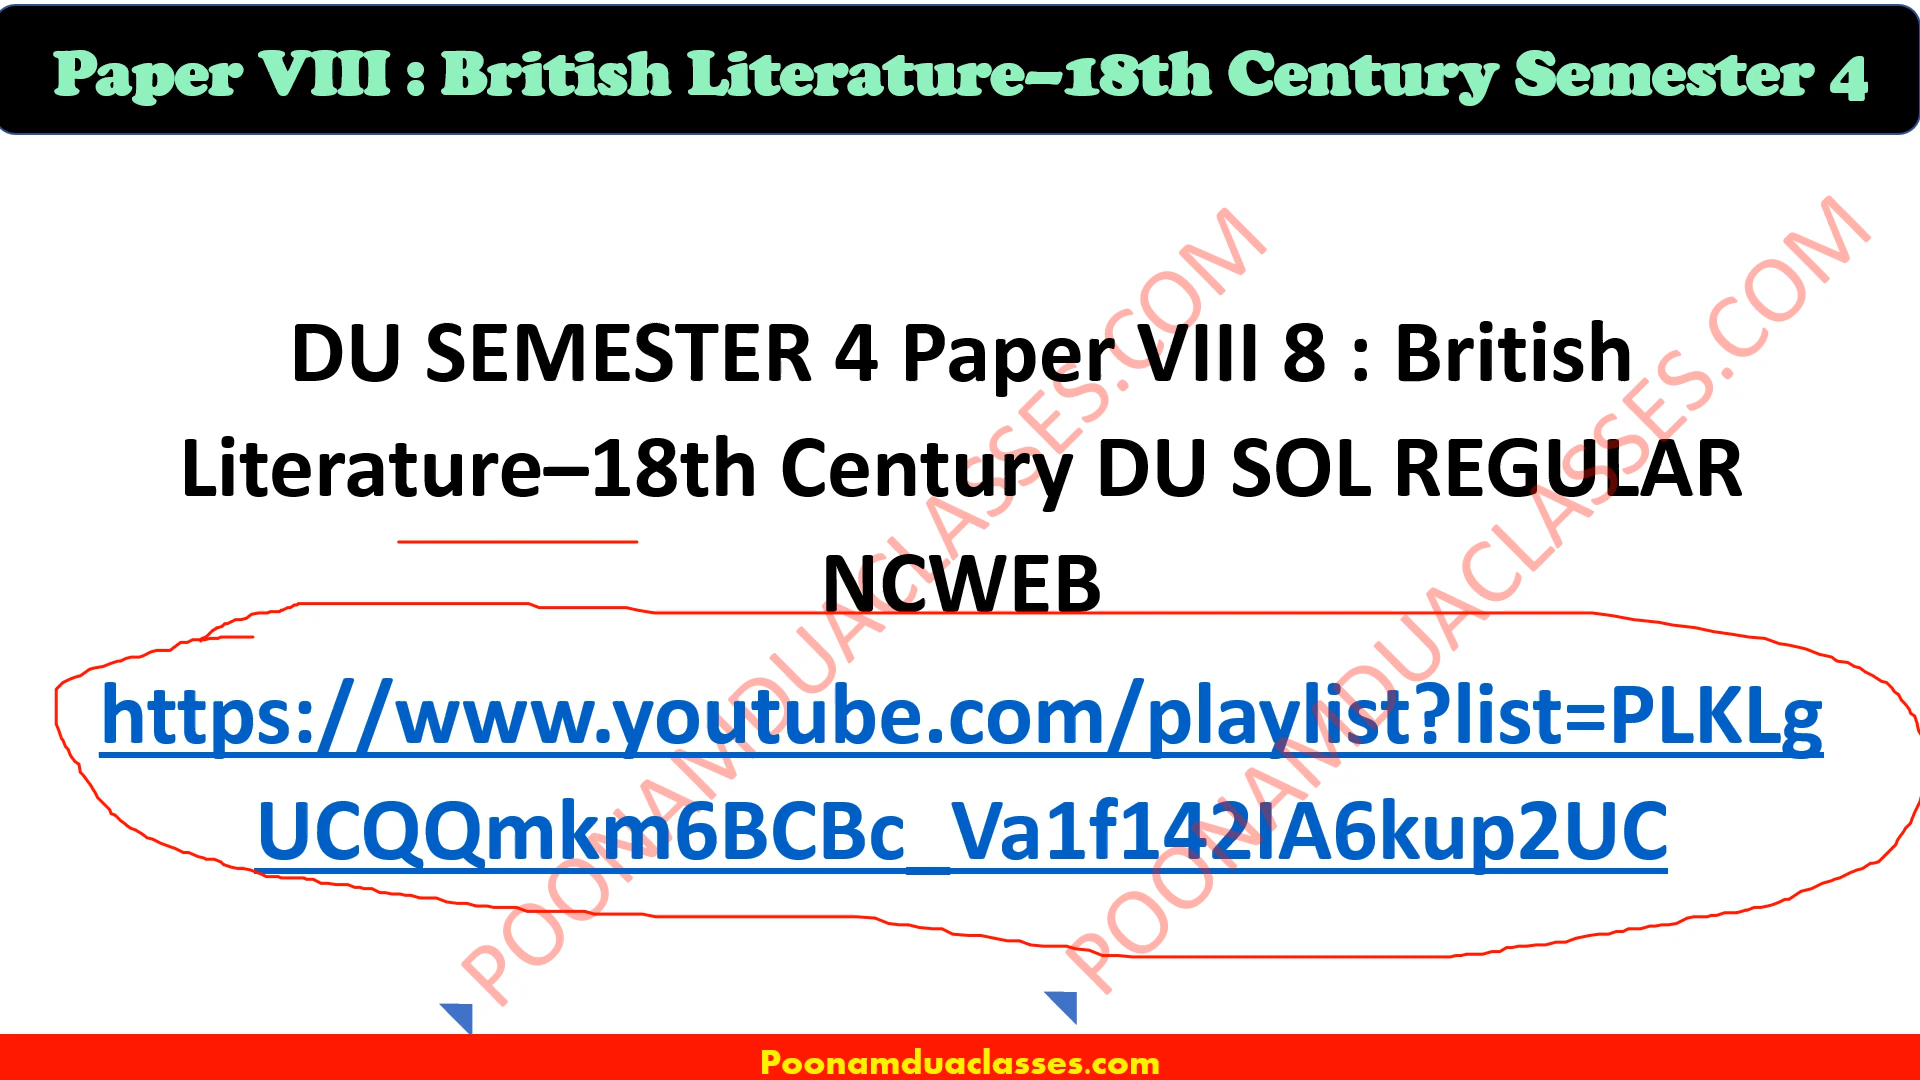 Paper VIII : British Literature–18th Century Semester 4
DU SEMESTER 4 Paper VIII 8 : British
Literature–18th Century DU SOL REGULAR
NCWEB
https://www.youtube.com/playlist?list=PLKLg
UCQQmkm6BCBc_Va1f142IA6kup2UC
POONAMDUACLASSES.COM
POONAMDUACLASSES.COM
Poonamduaclasses.com